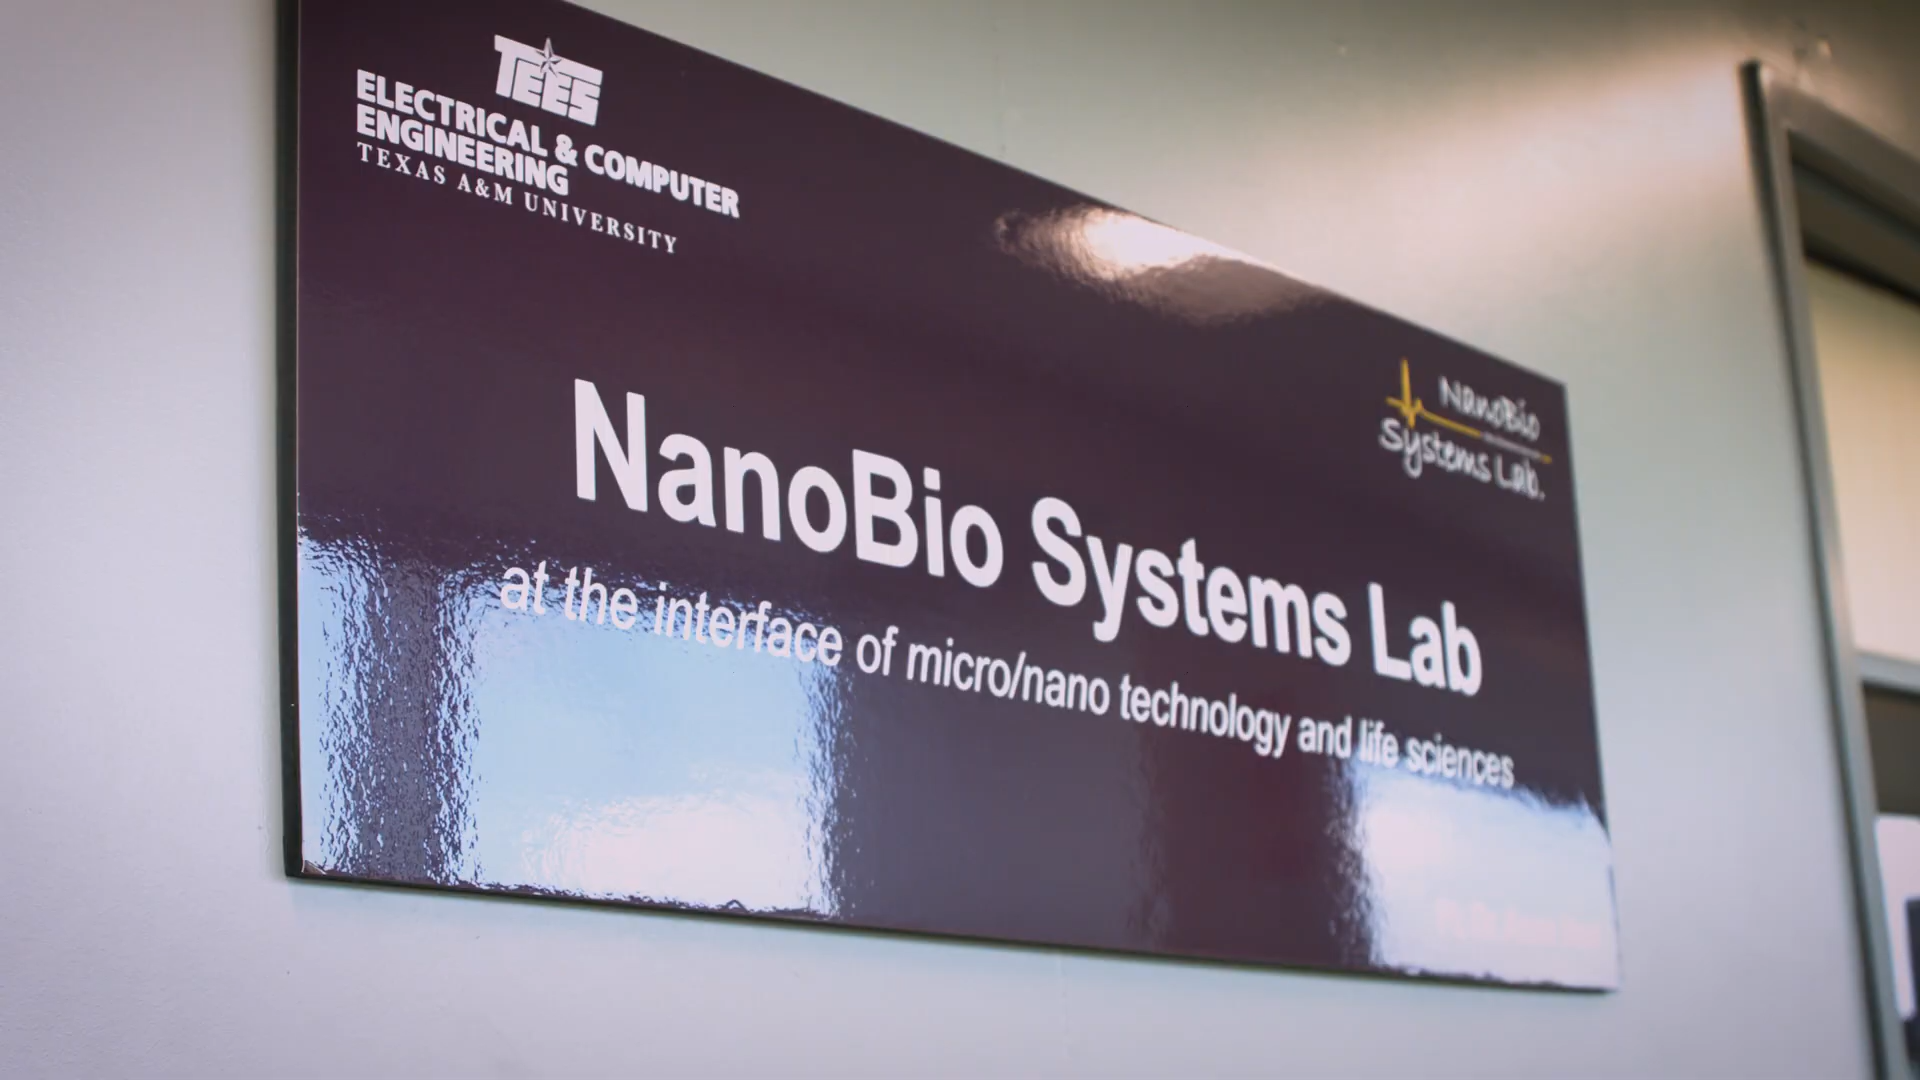 TEES
ELECTRICAL & COMPUTER
ENGINEERING
TEXAS A&M UNIVERSITY
NanoBio
Systems Lab.
NanoBio Systems Lab
at the interface of micro/nano technology and life sciences